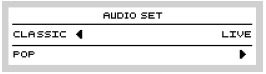 AUDIO SET
CLASSIC ◀ LIVE
POP ▶